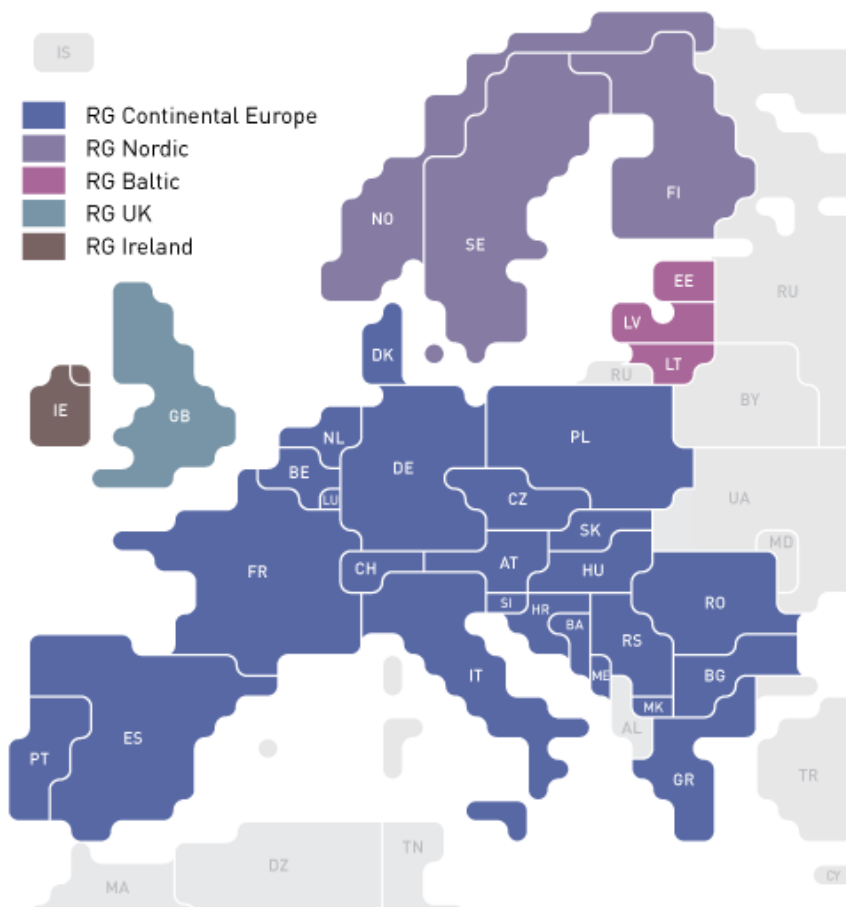 IS
RG Continental Europe
RG Nordic
RG Baltic
RG UK
RG Ireland
NO
SE
FI
EE
RU
LV
DK
LT
RU
BY
IE
GB
NL
PL
BE
DE
LU
CZ
UA
SK
MD
FR
CH
AT
HU
SI
HR
RO
BA
RS
IT
ME
BG
MK
AL
ES
PT
GR
TR
TN
DZ
CY
MA